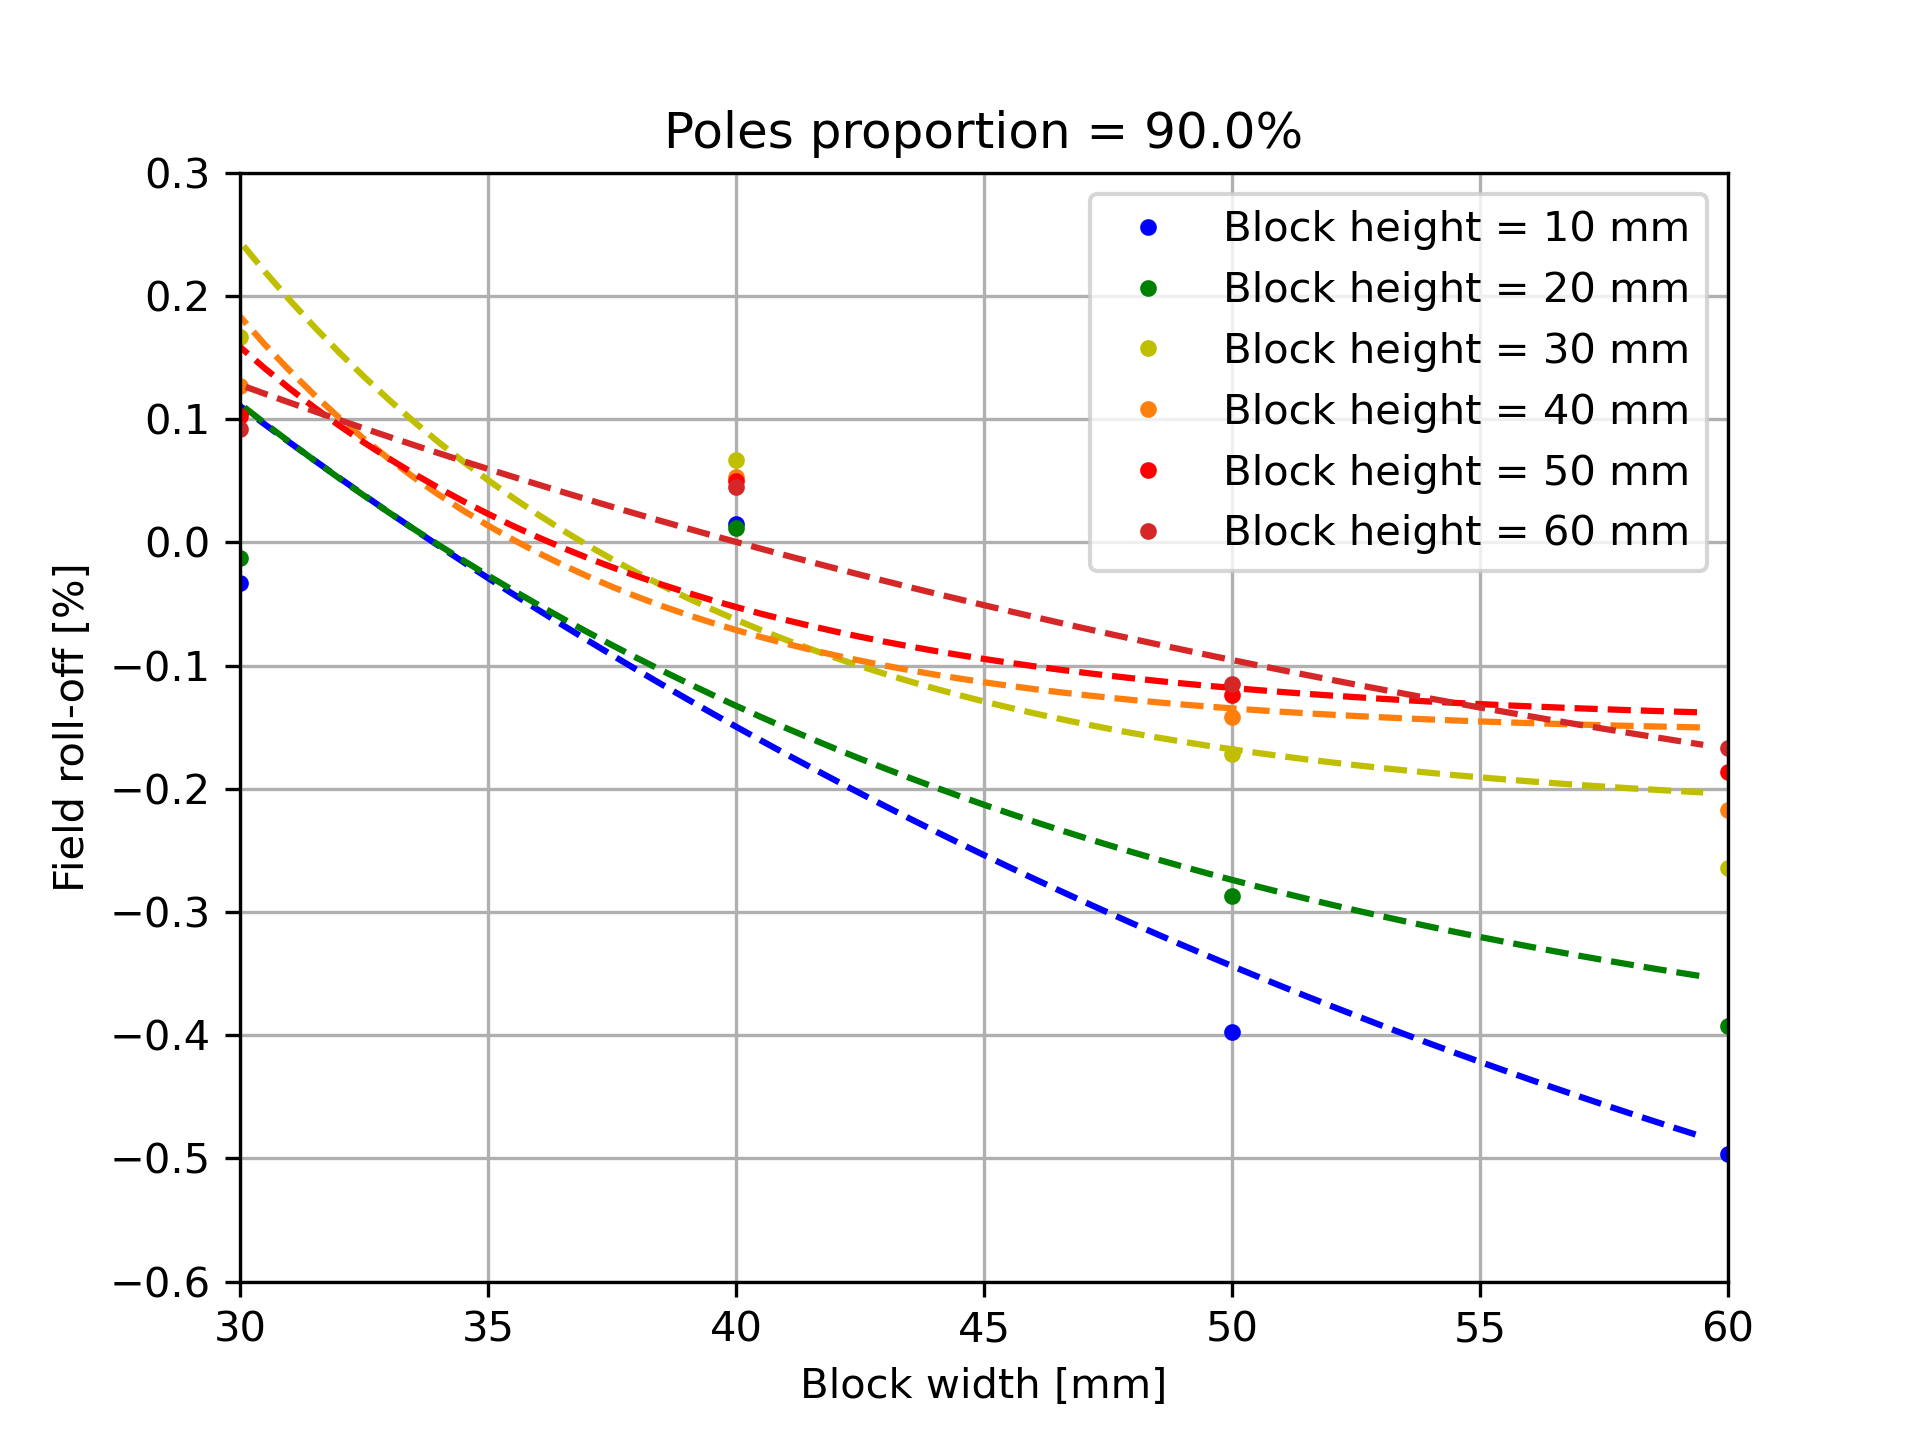 Poles proportion = 90.0%
0.3
0.2
0.1
0.0
−0.1
−0.2
−0.3
−0.4
−0.5
−0.6
Field roll-off [%]
Block height = 10 mm
Block height = 20 mm
Block height = 30 mm
Block height = 40 mm
Block height = 50 mm
Block height = 60 mm
30 35 40 45 50 55 60
Block width [mm]